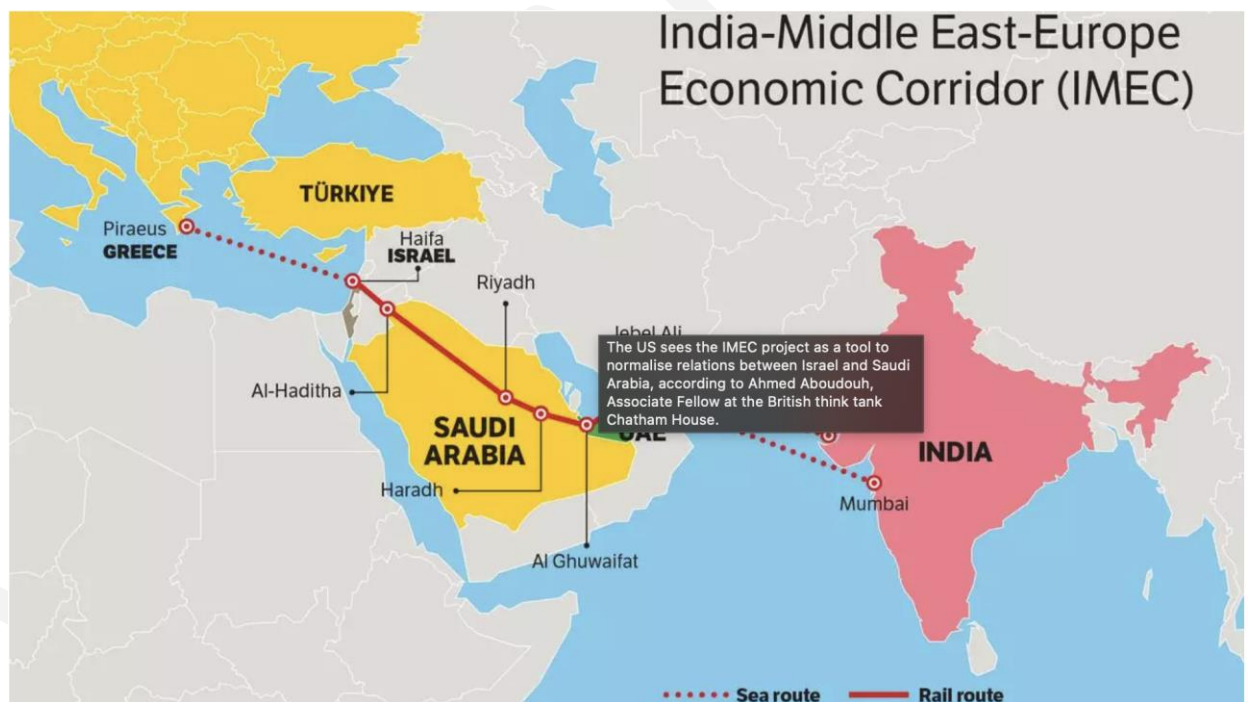 India-Middle East-Europe
Economic Corridor (IMEC)
TÜRKIYE
Piraeus
GREECE
Haifa
ISRAEL
Riyadh
Jebel Ali
The US sees the IMEC project as a tool to
normalise relations between Israel and Saudi
Arabia, according to Ahmed Aboudouh,
Associate Fellow at the British think tank
Chatham House.
Al-Haditha
SAUDI
ARABIA
UAE
INDIA
Haradh
Mumbai
Al Ghuwaifat
Sea route
Rail route